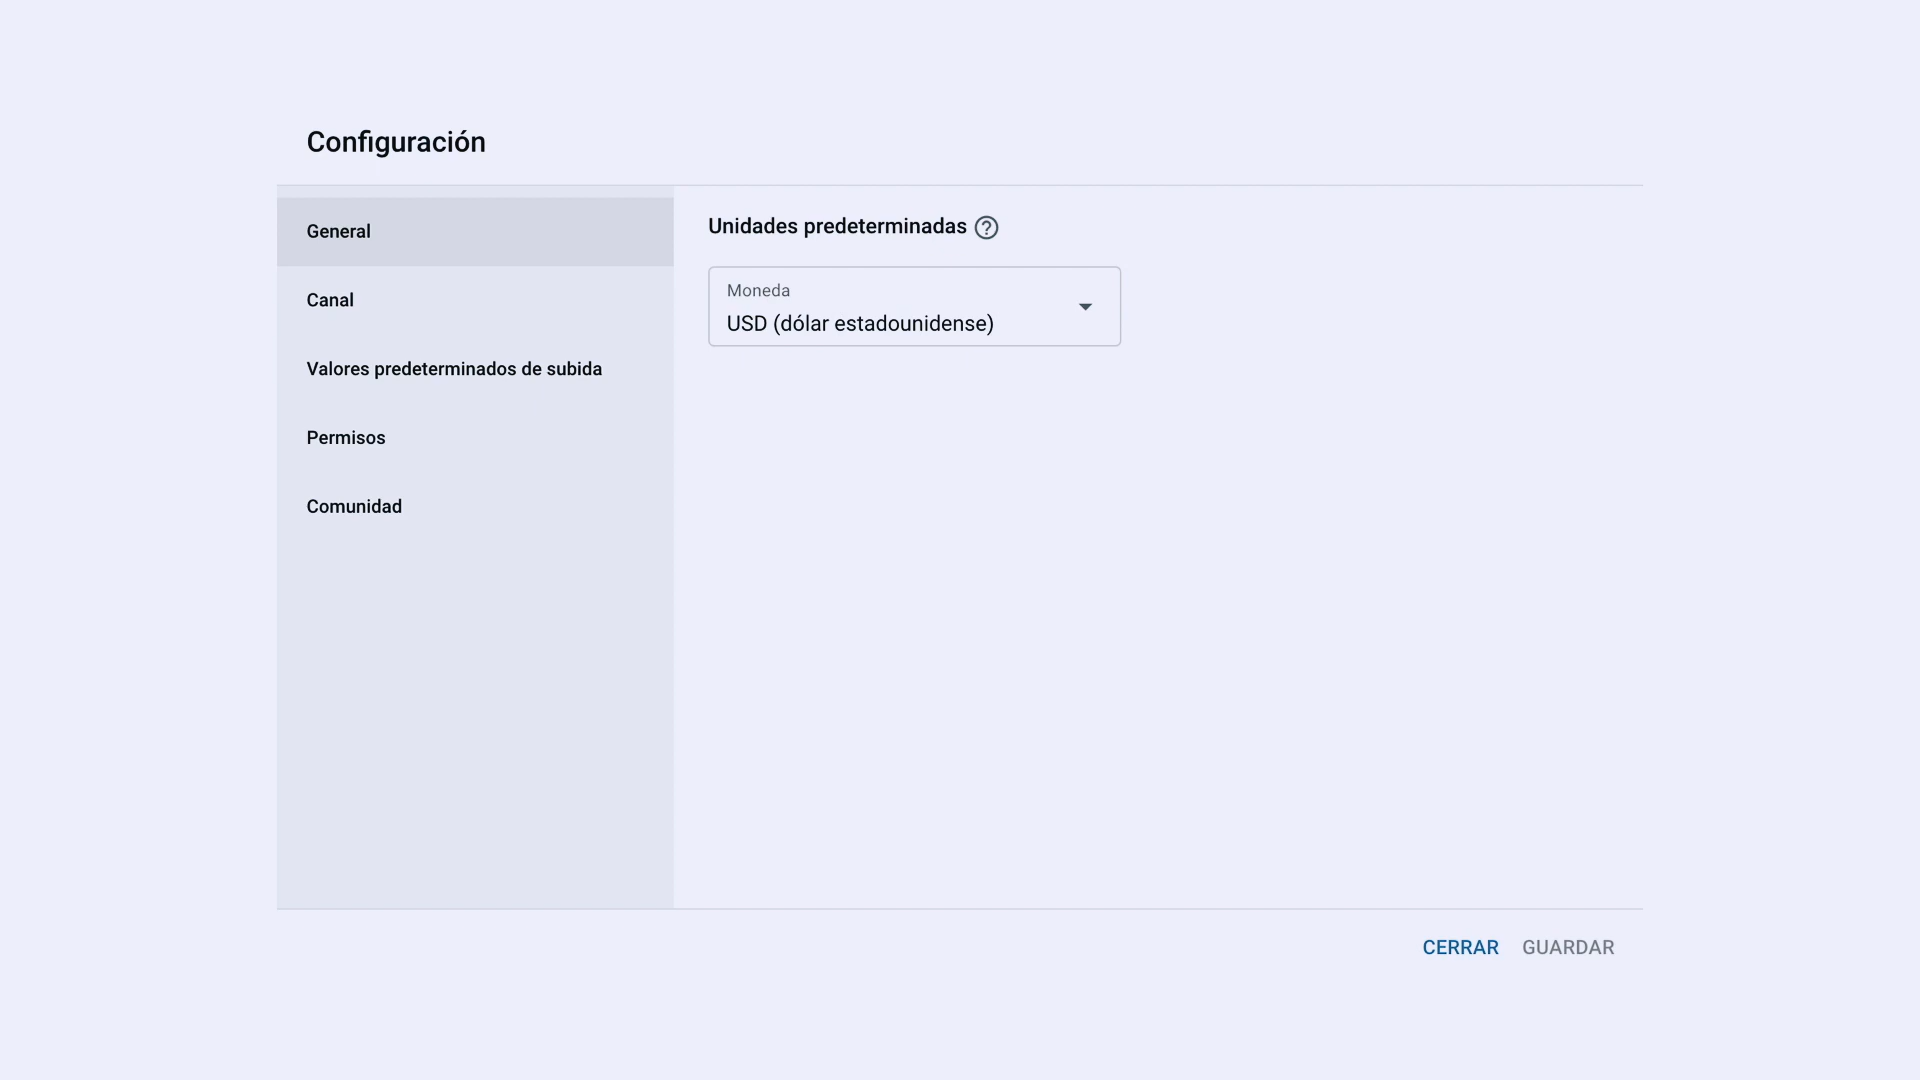 Configuración
General
Canal
Valores predeterminados de subida
Permisos
Comunidad
Unidades predeterminadas
Moneda
USD (dólar estadounidense)
CERRAR GUARDAR